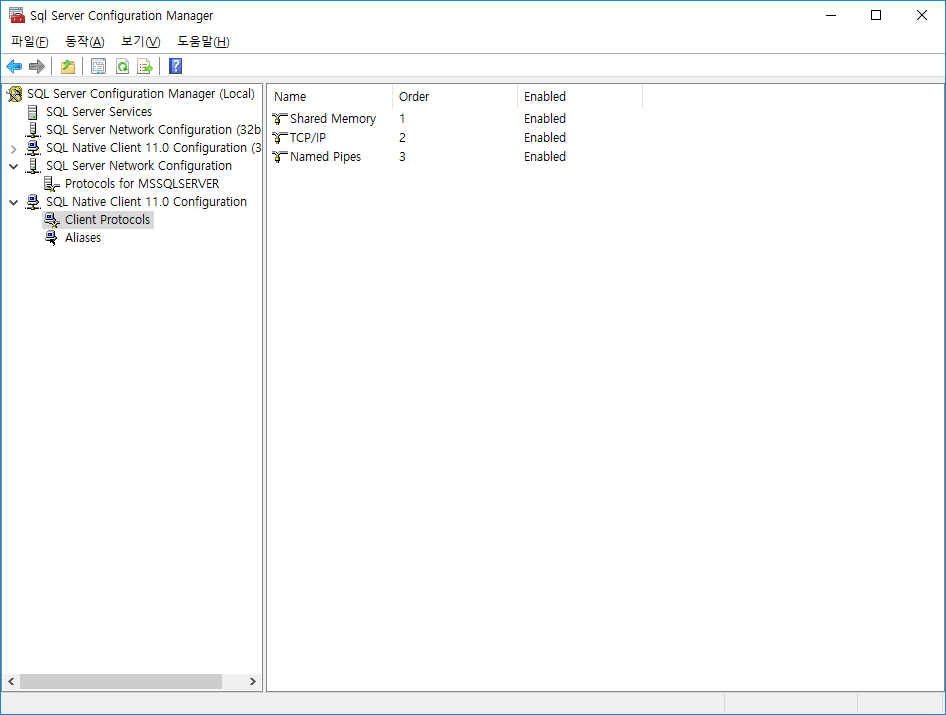 Sql Server Configuration Manager
파일(F) 동작(A) 보기(V) 도움말(H)
SQL Server Configuration Manager (Local)
SQL Server Services
SQL Server Network Configuration (32b
SQL Native Client 11.0 Configuration (3
SQL Server Network Configuration
Protocols for MSSQLSERVER
SQL Native Client 11.0 Configuration
Client Protocols
Aliases
Name Order Enabled
Shared Memory 1 Enabled
TCP/IP 2 Enabled
Named Pipes 3 Enabled